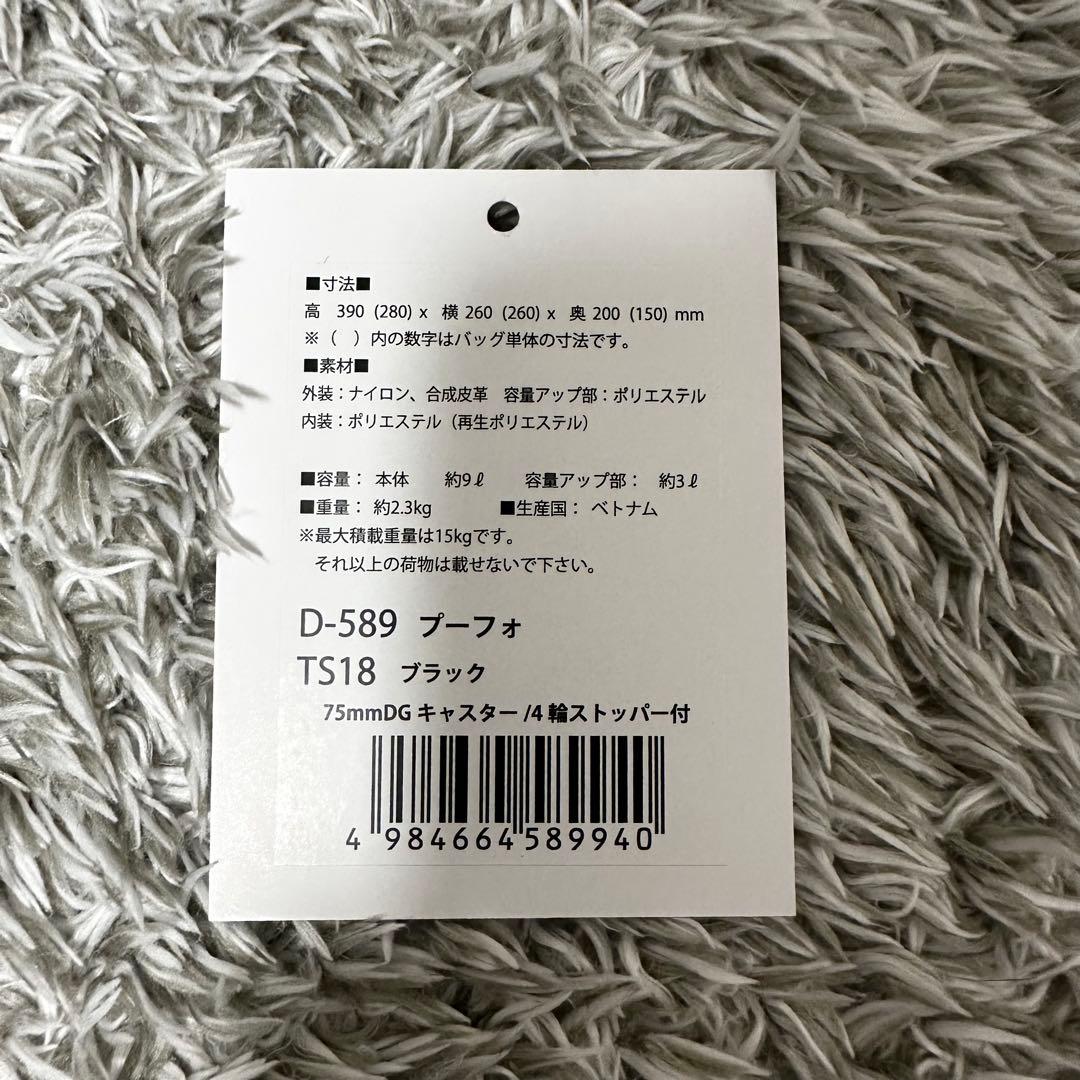 ■寸法■
高 390 (280) x 横 260 (260) x 奥 200 (150) mm
※（ ）内の数字はバッグ単体の寸法です。
■素材■
外装：ナイロン、合成皮革 容量アップ部：ポリエステル
内装：ポリエステル（再生ポリエステル）
■容量： 本体 約9ℓ 容量アップ部： 約3ℓ
■重量： 約2.3kg ■生産国： ベトナム
※最大積載重量は15kgです。
それ以上の荷物は載せないで下さい。
D-589 プーフォ
TS18 ブラック
75mmDG キャスター /4 輪ストッパー付
4 984664 589940